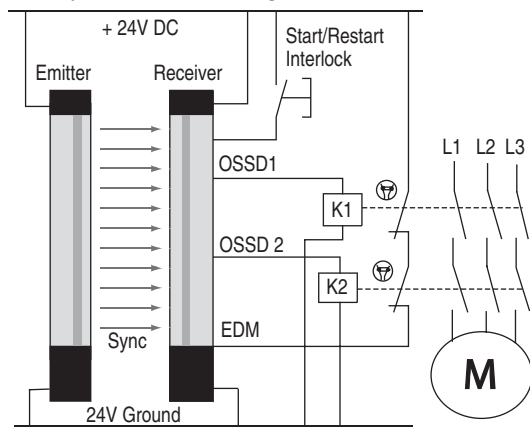 + 24V DC
Start/Restart
Interlock
Emitter
Receiver
L1 L2 L3
OSSD1
K1
OSSD 2
K2
EDM
Sync
M
24V Ground